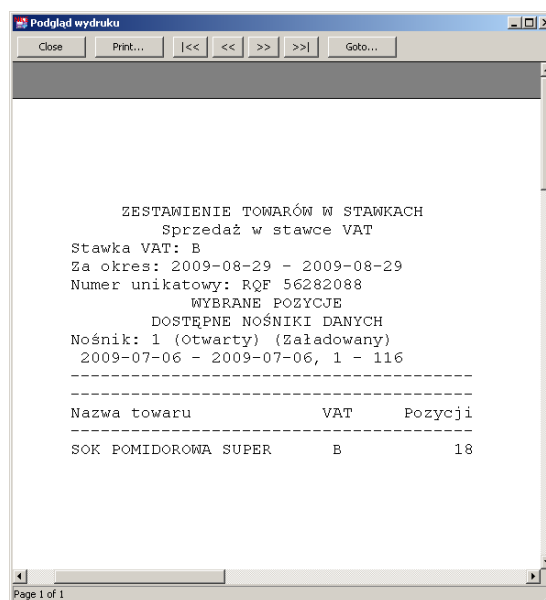 Podgląd wydruku
Close Print... |<< << >> >>| Goto...
ZESTAWIENIE TOWARÓW W STAWKACH
Sprzedaż w stawce VAT
Stawka VAT: B
Za okres: 2009-08-29 - 2009-08-29
Numer unikatowy: RQF 56282088
WYBRANE POZYCJE
DOSTĘPNE NOŚNIKI DANYCH
Nośnik: 1 (Otwarty) (Załadowany)
2009-07-06 - 2009-07-06, 1 - 116
----------------------------------------
----------------------------------------
Nazwa towaru VAT Pozycji
----------------------------------------
SOK POMIDOROWA SUPER B 18
Page 1 of 1